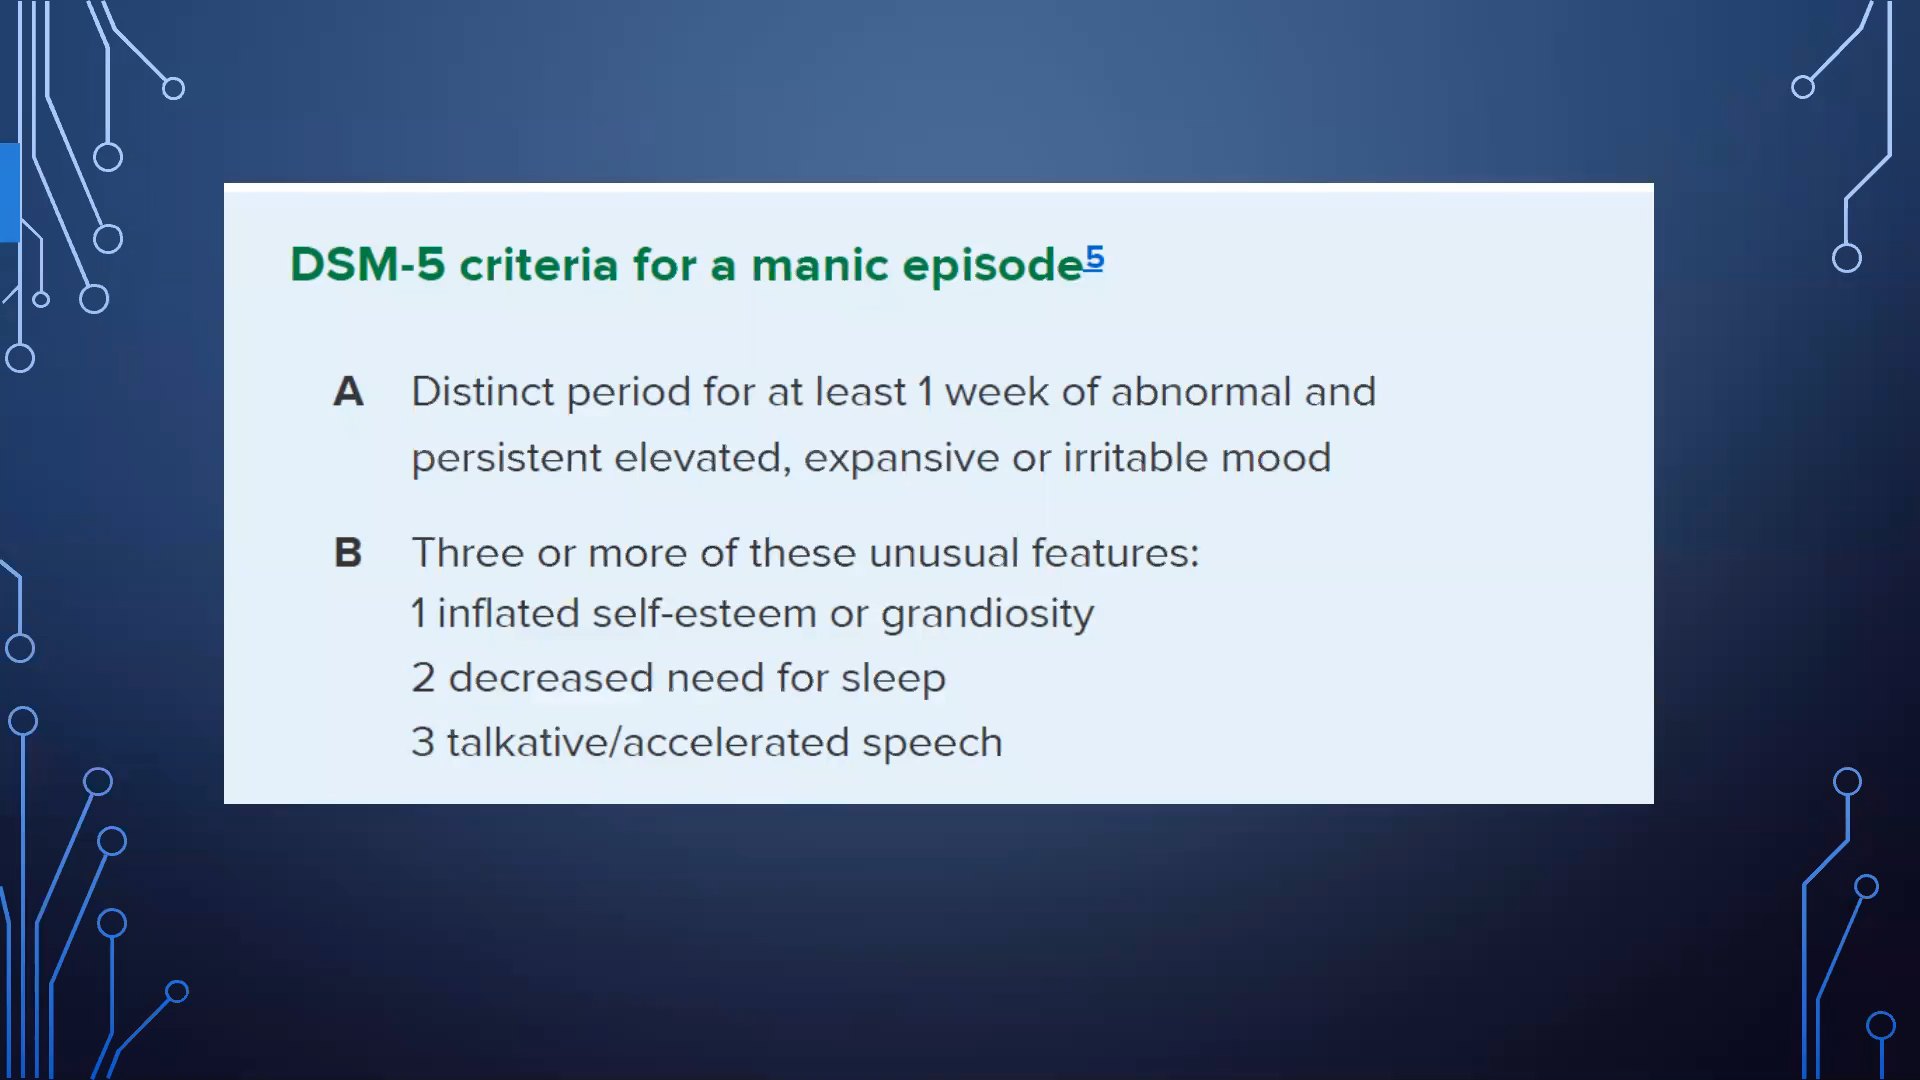 DSM-5 criteria for a manic episode5
A Distinct period for at least 1 week of abnormal and
persistent elevated, expansive or irritable mood
B Three or more of these unusual features:
1 inflated self-esteem or grandiosity
2 decreased need for sleep
3 talkative/accelerated speech